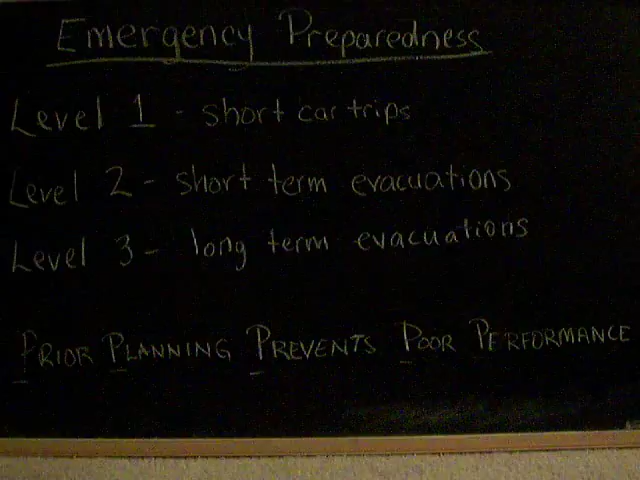 Emergency Preparedness
Level 1 - short car trips
Level 2 - short term evacuations
Level 3 - long term evacuations
PRIOR PLANNING PREVENTS POOR PERFORMANCE